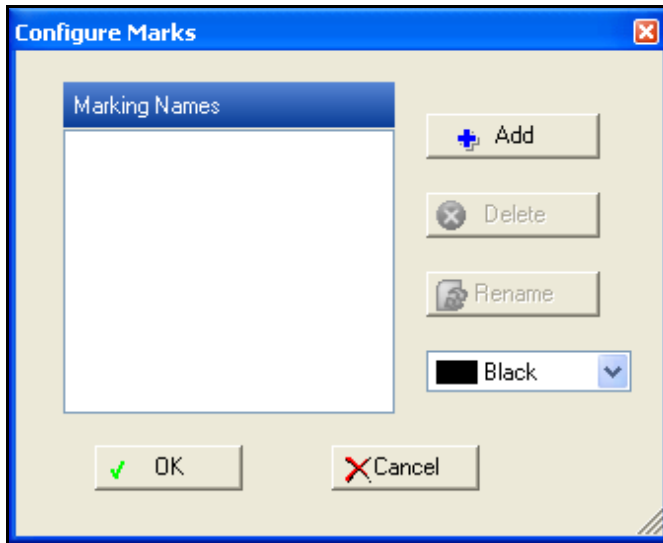 Configure Marks
Marking Names
Add
Delete
Rename
Black
OK
Cancel